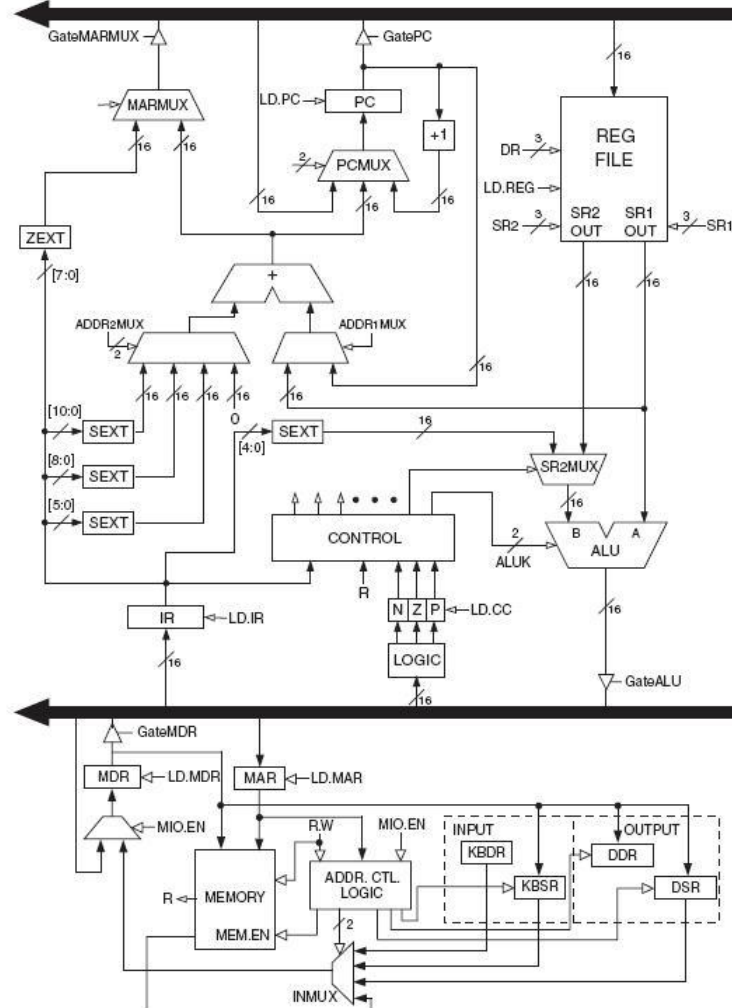 GateMARMUX
GatePC
16
MARMUX
LD.PC
PC
+1
REG
FILE
DR
3
LD.REG
16
16
2
PCMUX
SR2
3
SR2
OUT
SR1
OUT
3
SR1
ZEXT
16
16
16
[7:0]
+
16
16
ADDR2MUX
2
ADDR1MUX
16
[10:0]
SEXT
16
16
16
16
0
[4:0]
SEXT
16
[8:0]
SEXT
SR2MUX
[5:0]
SEXT
16
CONTROL
2
ALUK
B
A
ALU
R
IR
LD.IR
N
Z
P
LD.CC
16
16
LOGIC
16
GateALU
GateMDR
MDR
LD.MDR
MAR
LD.MAR
MIO.EN
R.W
MIO.EN
INPUT
OUTPUT
KBDR
DDR
R
MEMORY
ADDR. CTL.
LOGIC
KBSR
DSR
MEM.EN
2
INMUX